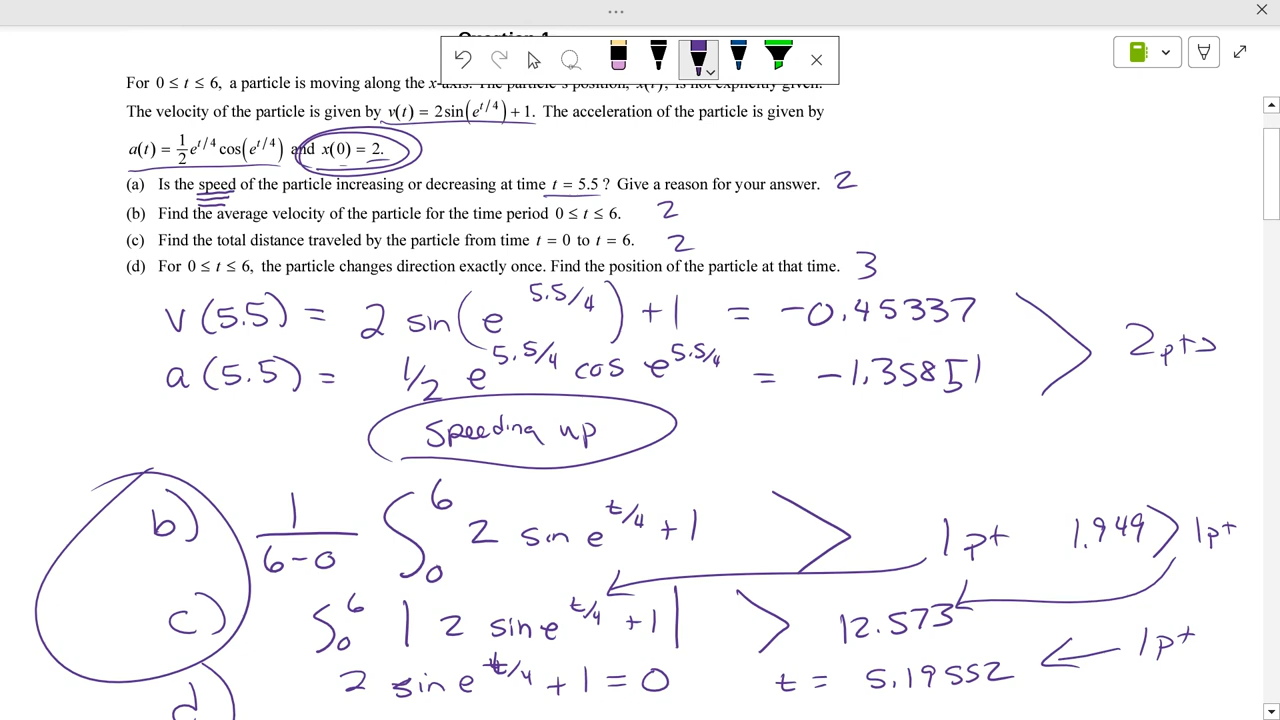 For 0 ≤ t ≤ 6, a particle is moving along the x-axis. The particle's position, x(t), is not explicitly given.
The velocity of the particle is given by v(t) = 2sin(e^{t/4}) + 1. The acceleration of the particle is given by
a(t) = 1/2 e^{t/4} cos(e^{t/4}) and x(0) = 2.
(a) Is the speed of the particle increasing or decreasing at time t = 5.5 ? Give a reason for your answer. 2
(b) Find the average velocity of the particle for the time period 0 ≤ t ≤ 6. 2
(c) Find the total distance traveled by the particle from time t = 0 to t = 6. 2
(d) For 0 ≤ t ≤ 6, the particle changes direction exactly once. Find the position of the particle at that time. 3
v(5.5) = 2 sin(e^{5.5/4}) + 1 = -0.45337
a(5.5) = 1/2 e^{5.5/4} cos e^{5.5/4} = -1.35851 > 2pts
Speeding up
b) 1/(6-0) ∫_0^6 2 sin e^{t/4} + 1 > 1 pt 1.949 > 1pt
c) ∫_0^6 | 2 sin e^{t/4} + 1 | > 12.573
2 sin e^{t/4} + 1 = 0 t = 5.19552 ← 1pt
d